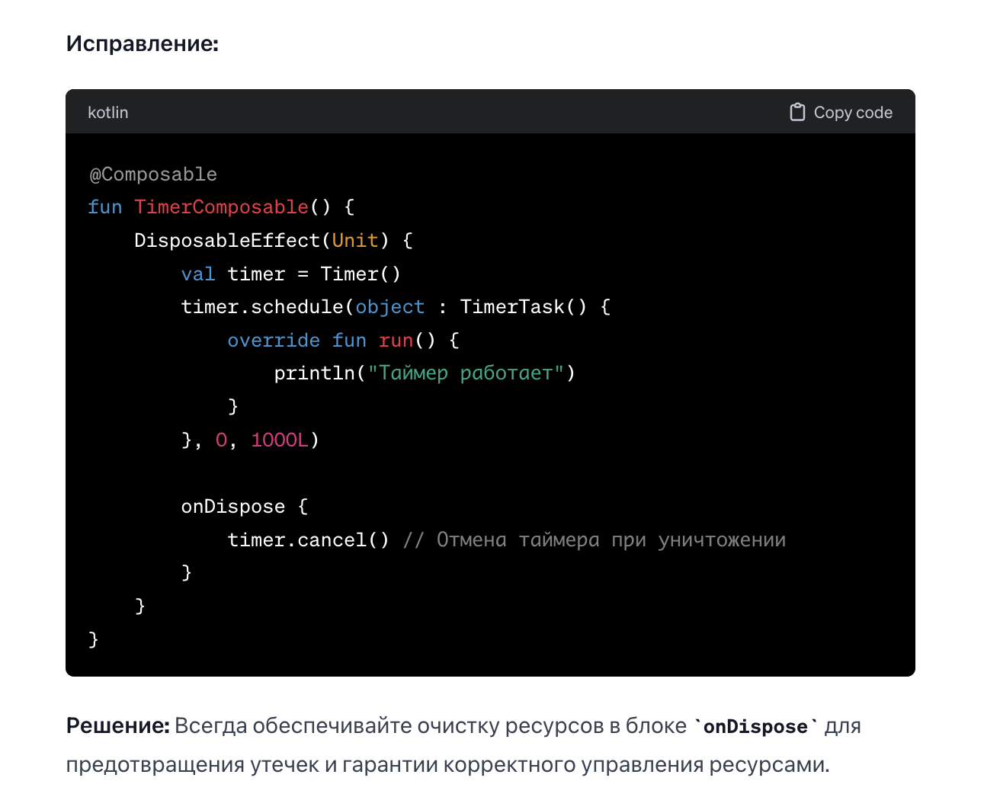 Исправление:
kotlin
Copy code
@Composable
fun TimerComposable() {
    DisposableEffect(Unit) {
        val timer = Timer()
        timer.schedule(object : TimerTask() {
            override fun run() {
                println("Таймер работает")
            }
        }, 0, 1000L)

        onDispose {
            timer.cancel() // Отмена таймера при уничтожении
        }
    }
}
Решение: Всегда обеспечивайте очистку ресурсов в блоке `onDispose` для
предотвращения утечек и гарантии корректного управления ресурсами.